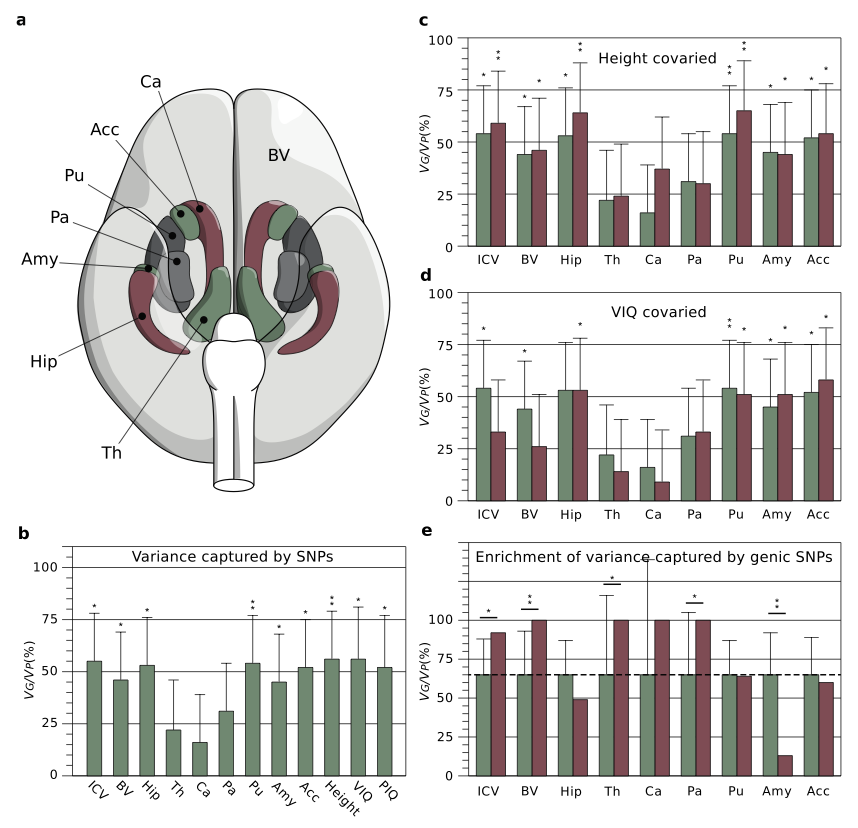 a
Ca
Acc
BV
Pu
Pa
Amy
Hip
Th
b
Variance captured by SNPs
VG/VP(%)
100
75
50
25
0
* * * ** * * ** * *
ICV BV Hip Th Ca Pa Pu Amy Acc Height VIQ PIQ
c
Height covaried
VG/VP(%)
100
75
50
25
0
* ** * * * ** ** ** * * * *
ICV BV Hip Th Ca Pa Pu Amy Acc
d
VIQ covaried
VG/VP(%)
100
75
50
25
0
* * * ** * * * * *
ICV BV Hip Th Ca Pa Pu Amy Acc
e
Enrichment of variance captured by genic SNPs
VG/VP(%)
100
75
50
25
0
* ** * * **
ICV BV Hip Th Ca Pa Pu Amy Acc